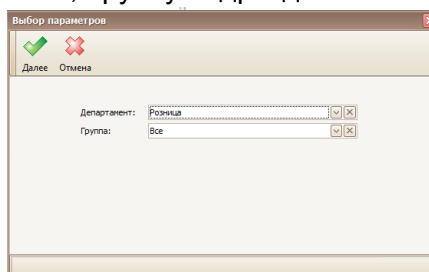 Выбор параметров
Далее Отмена
Департамент: Розница
Группа: Все